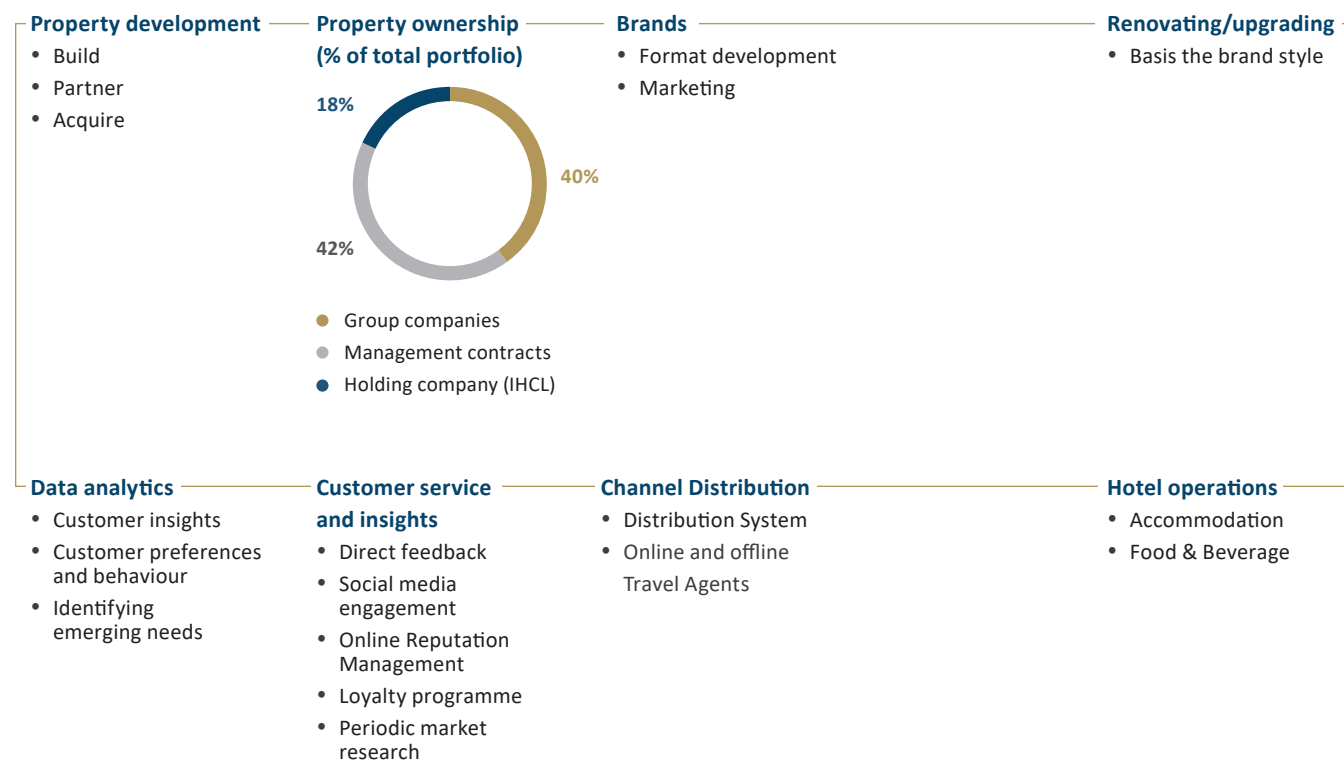 Property development
• Build
• Partner
• Acquire
Property ownership
(% of total portfolio)
18%
40%
42%
Group companies
Management contracts
Holding company (IHCL)
Brands
• Format development
• Marketing
Renovating/upgrading
• Basis the brand style
Data analytics
• Customer insights
• Customer preferences
and behaviour
• Identifying
emerging needs
Customer service
and insights
• Direct feedback
• Social media
engagement
• Online Reputation
Management
• Loyalty programme
• Periodic market
research
Channel Distribution
• Distribution System
• Online and offline
Travel Agents
Hotel operations
• Accommodation
• Food & Beverage